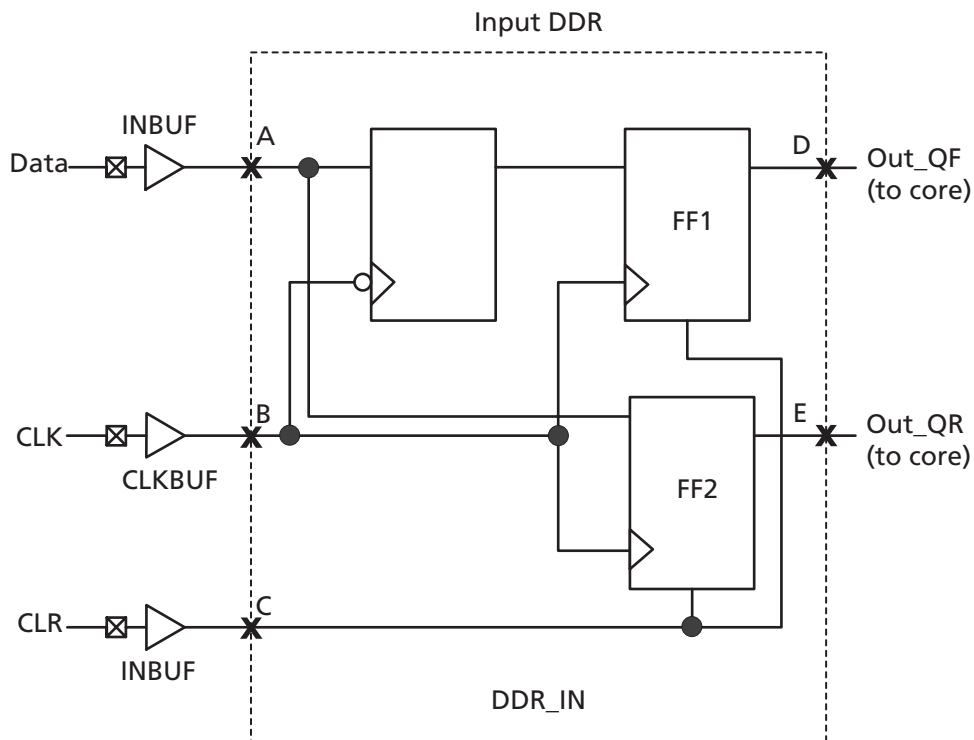 Input DDR
INBUF
A
Data
D
Out_QF
(to core)
FF1
B
CLK
CLKBUF
E
Out_QR
(to core)
FF2
C
CLR
INBUF
DDR_IN